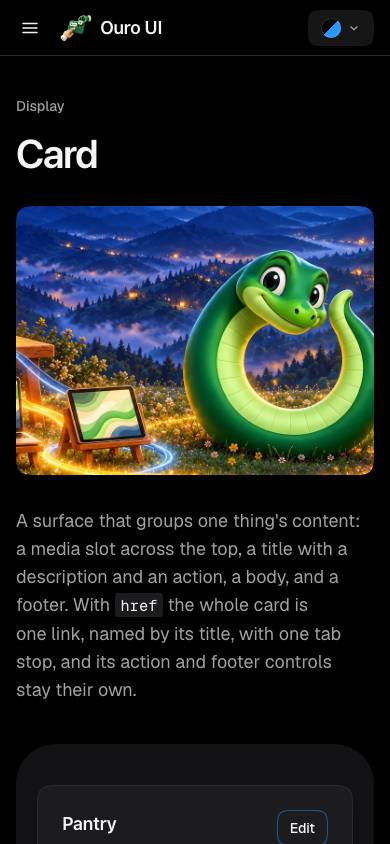 Ouro UI
Display
Card
A surface that groups one thing's content:
a media slot across the top, a title with a
description and an action, a body, and a
footer. With href the whole card is
one link, named by its title, with one tab
stop, and its action and footer controls
stay their own.
Pantry
Edit